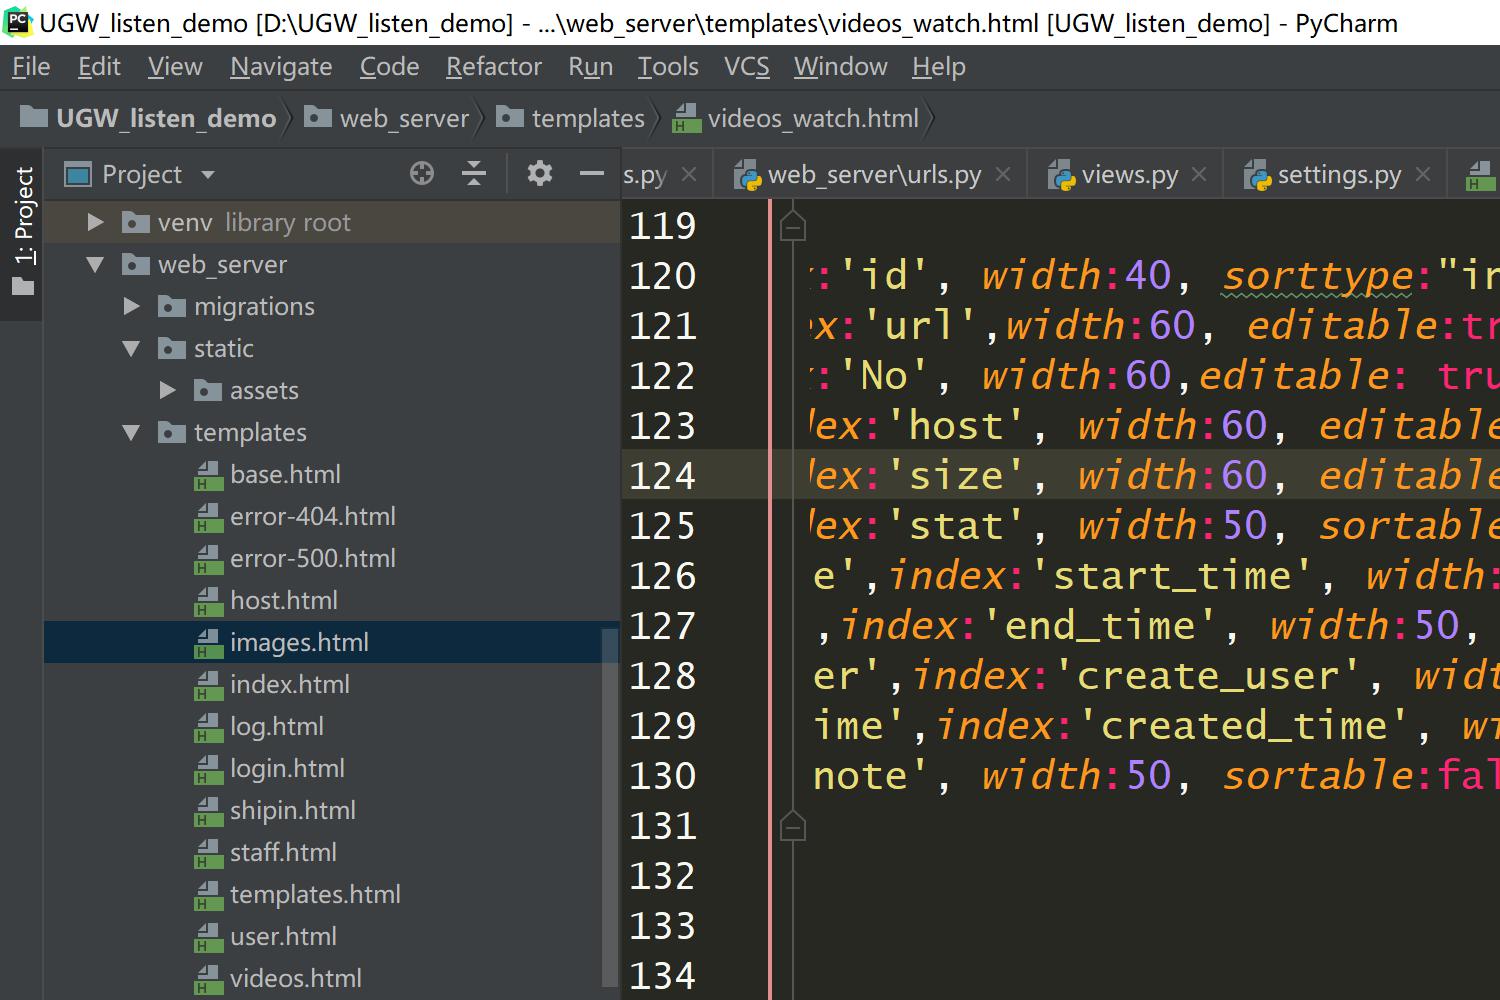 UGW_listen_demo [D:\UGW_listen_demo] - ...\web_server\templates\videos_watch.html [UGW_listen_demo] - PyCharm
File Edit View Navigate Code Refactor Run Tools VCS Window Help
UGW_listen_demo web_server templates videos_watch.html
1: Project
Project
s.py web_server\urls.py views.py settings.py
venv library root
web_server
migrations
static
assets
templates
base.html
error-404.html
error-500.html
host.html
images.html
index.html
log.html
login.html
shipin.html
staff.html
templates.html
user.html
videos.html
119
120 :'id', width:40, sorttype:"in
121 ex:'url',width:60, editable:tr
122 :'No', width:60,editable: tru
123 dex:'host', width:60, editable
124 dex:'size', width:60, editable
125 dex:'stat', width:50, sortable
126 e',index:'start_time', width:
127 ,index:'end_time', width:50,
128 er',index:'create_user', widt
129 ime',index:'created_time', wi
130 note', width:50, sortable:fal
131
132
133
134